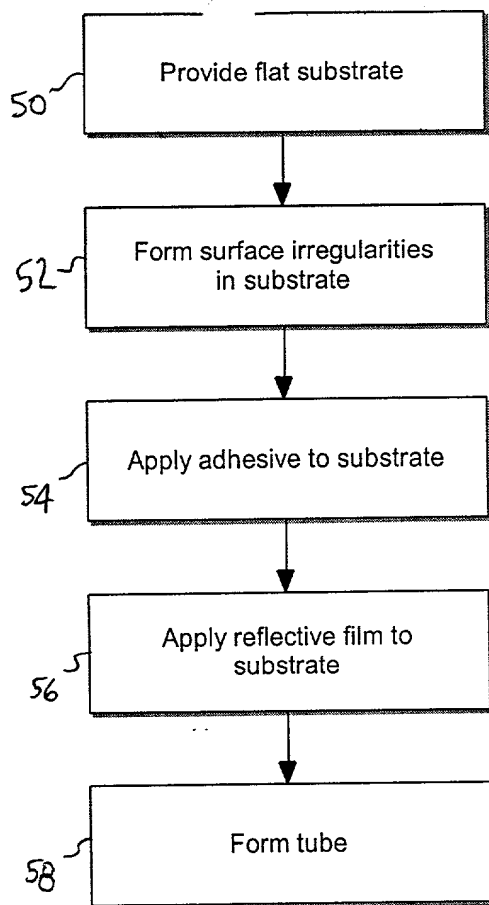 Provide flat substrate
50
Form surface irregularities
in substrate
52
Apply adhesive to substrate
54
Apply reflective film to
substrate
56
Form tube
58